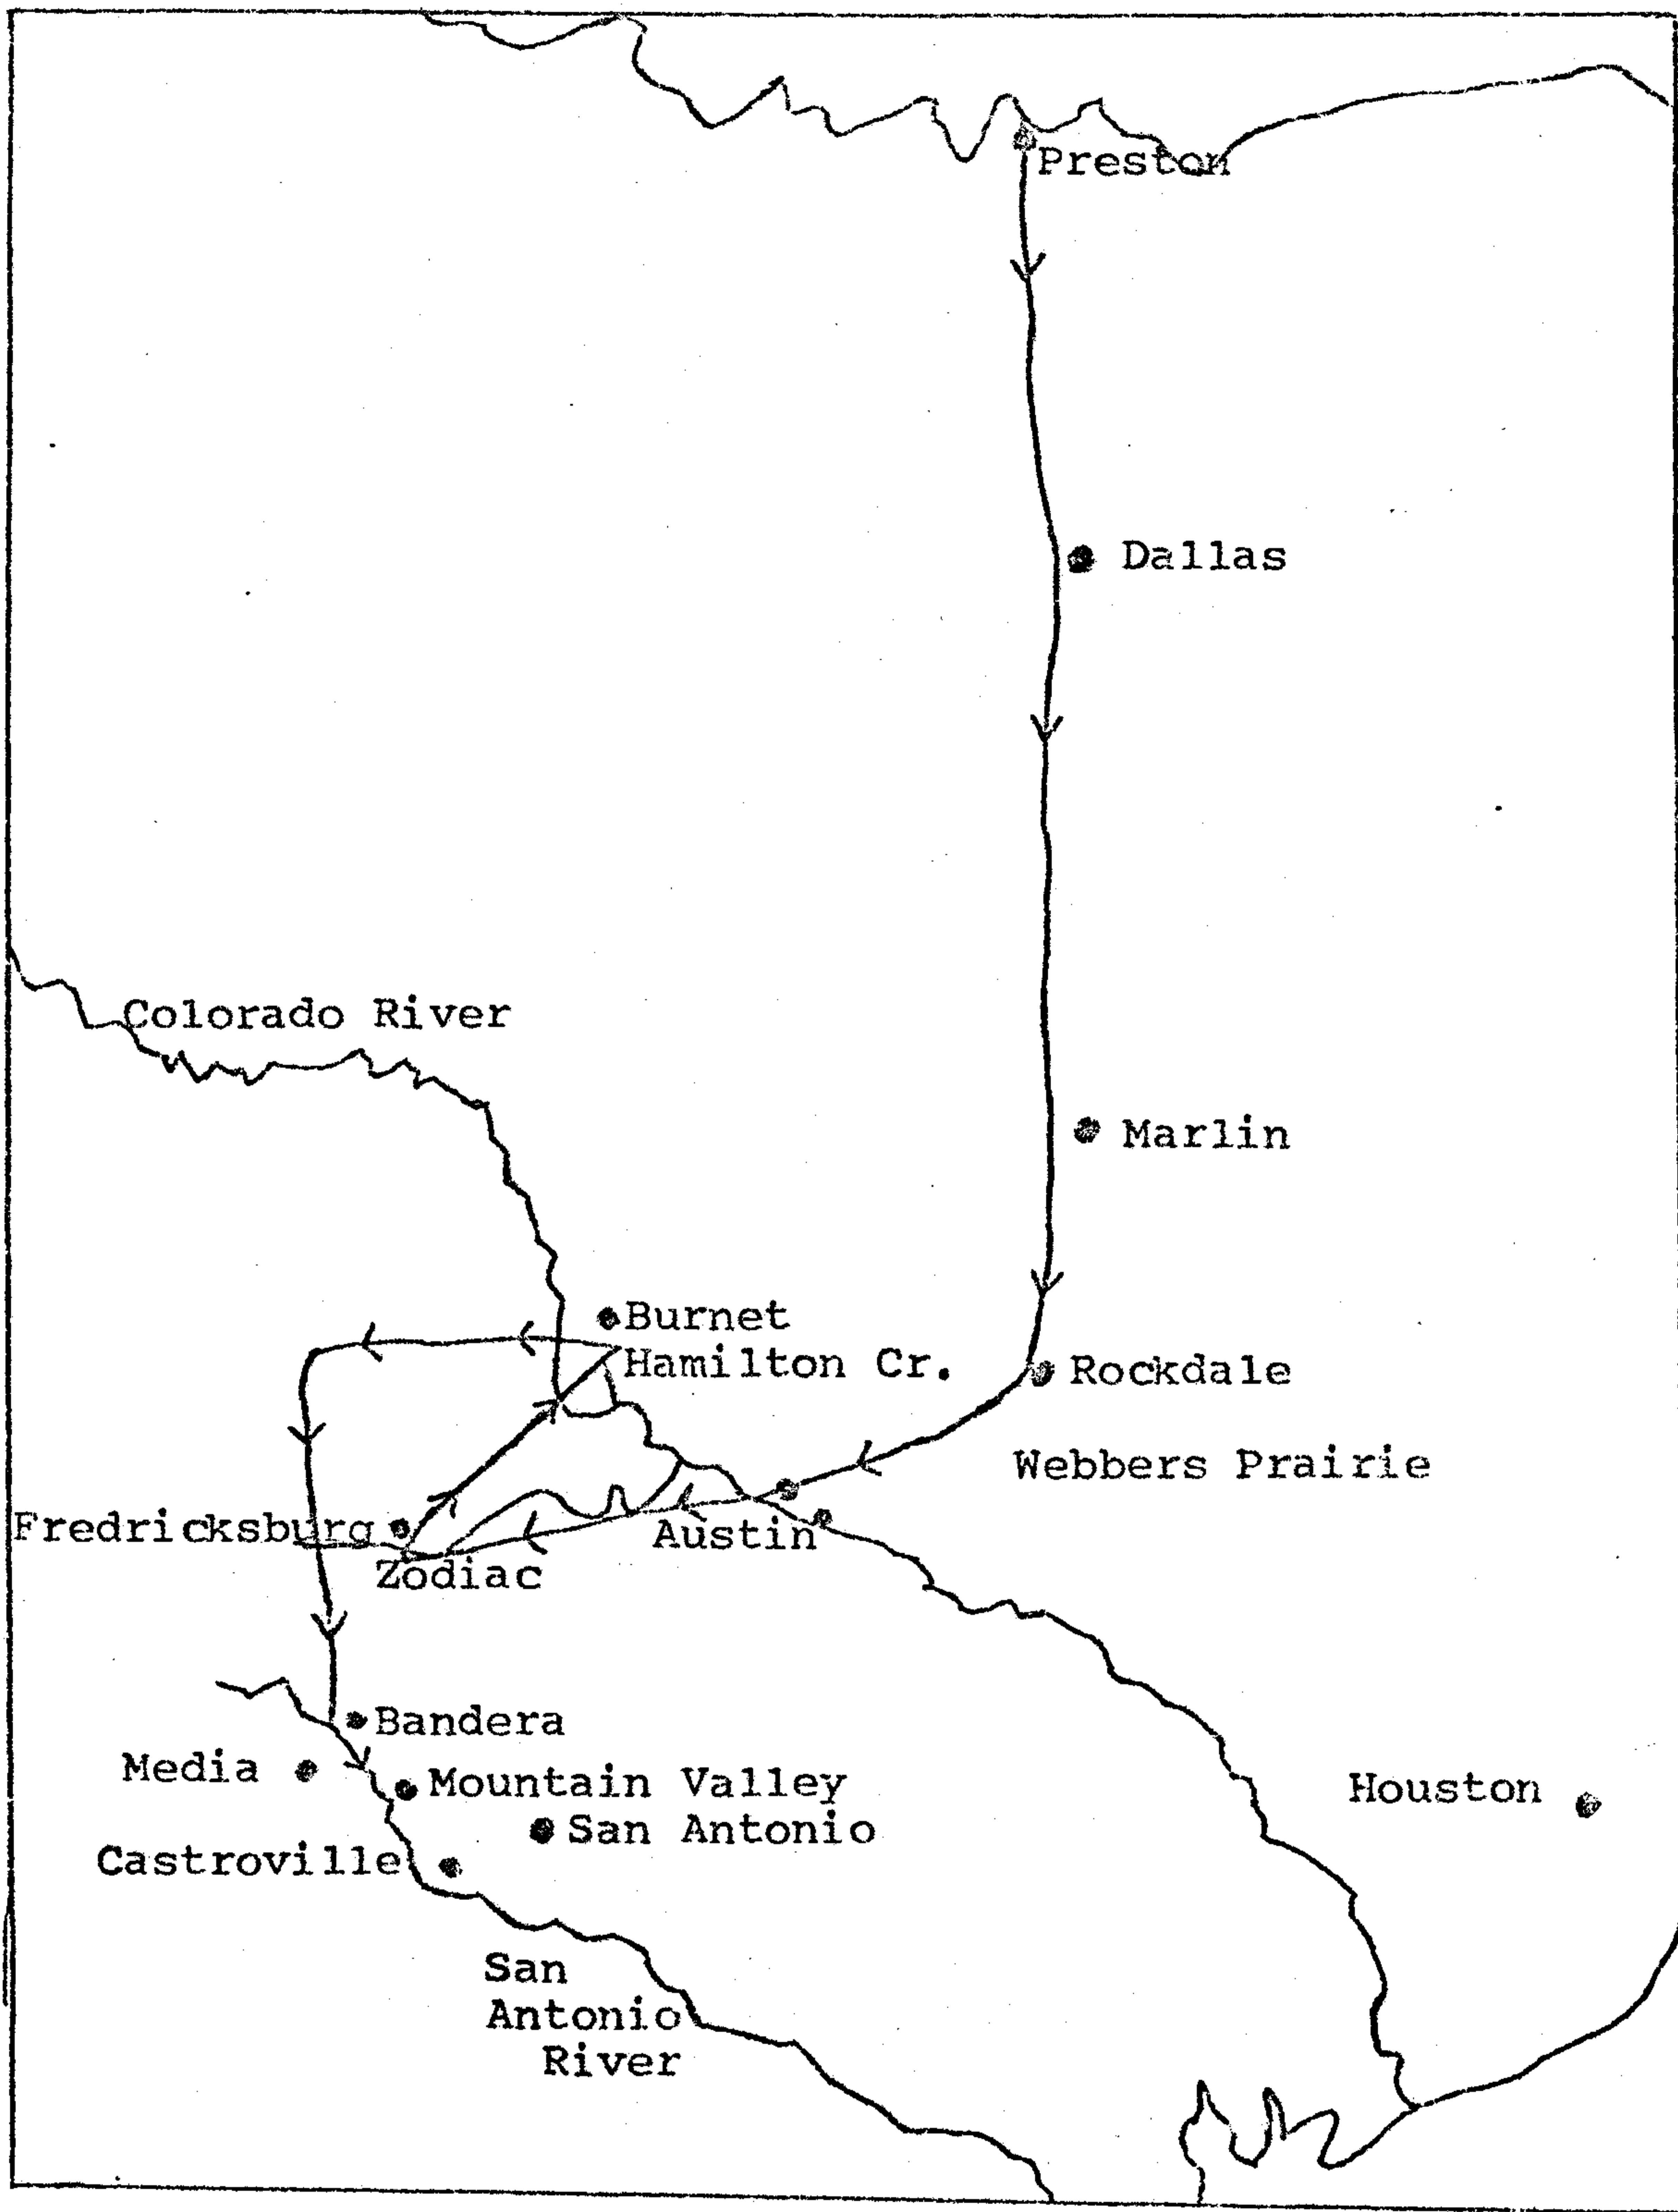 Preston
Dallas
Colorado River
Marlin
Burnet
Hamilton Cr.
Rockdale
Webbers Prairie
Fredricksburg
Austin
Zodiac
Bandera
Media
Mountain Valley
Houston
San Antonio
Castroville
San
Antonio
River